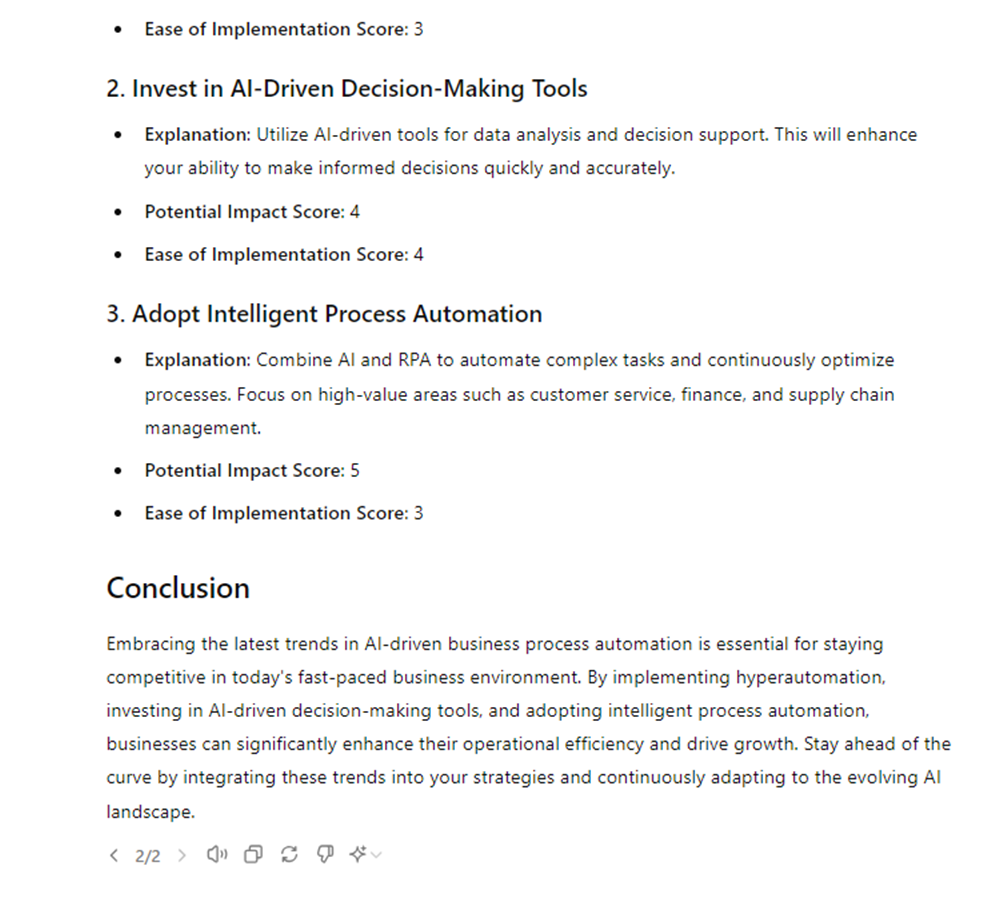 • Ease of Implementation Score: 3
2. Invest in AI-Driven Decision-Making Tools
• Explanation: Utilize AI-driven tools for data analysis and decision support. This will enhance
your ability to make informed decisions quickly and accurately.
• Potential Impact Score: 4
• Ease of Implementation Score: 4
3. Adopt Intelligent Process Automation
• Explanation: Combine AI and RPA to automate complex tasks and continuously optimize
processes. Focus on high-value areas such as customer service, finance, and supply chain
management.
• Potential Impact Score: 5
• Ease of Implementation Score: 3
Conclusion
Embracing the latest trends in AI-driven business process automation is essential for staying
competitive in today's fast-paced business environment. By implementing hyperautomation,
investing in AI-driven decision-making tools, and adopting intelligent process automation,
businesses can significantly enhance their operational efficiency and drive growth. Stay ahead of the
curve by integrating these trends into your strategies and continuously adapting to the evolving AI
landscape.
2/2